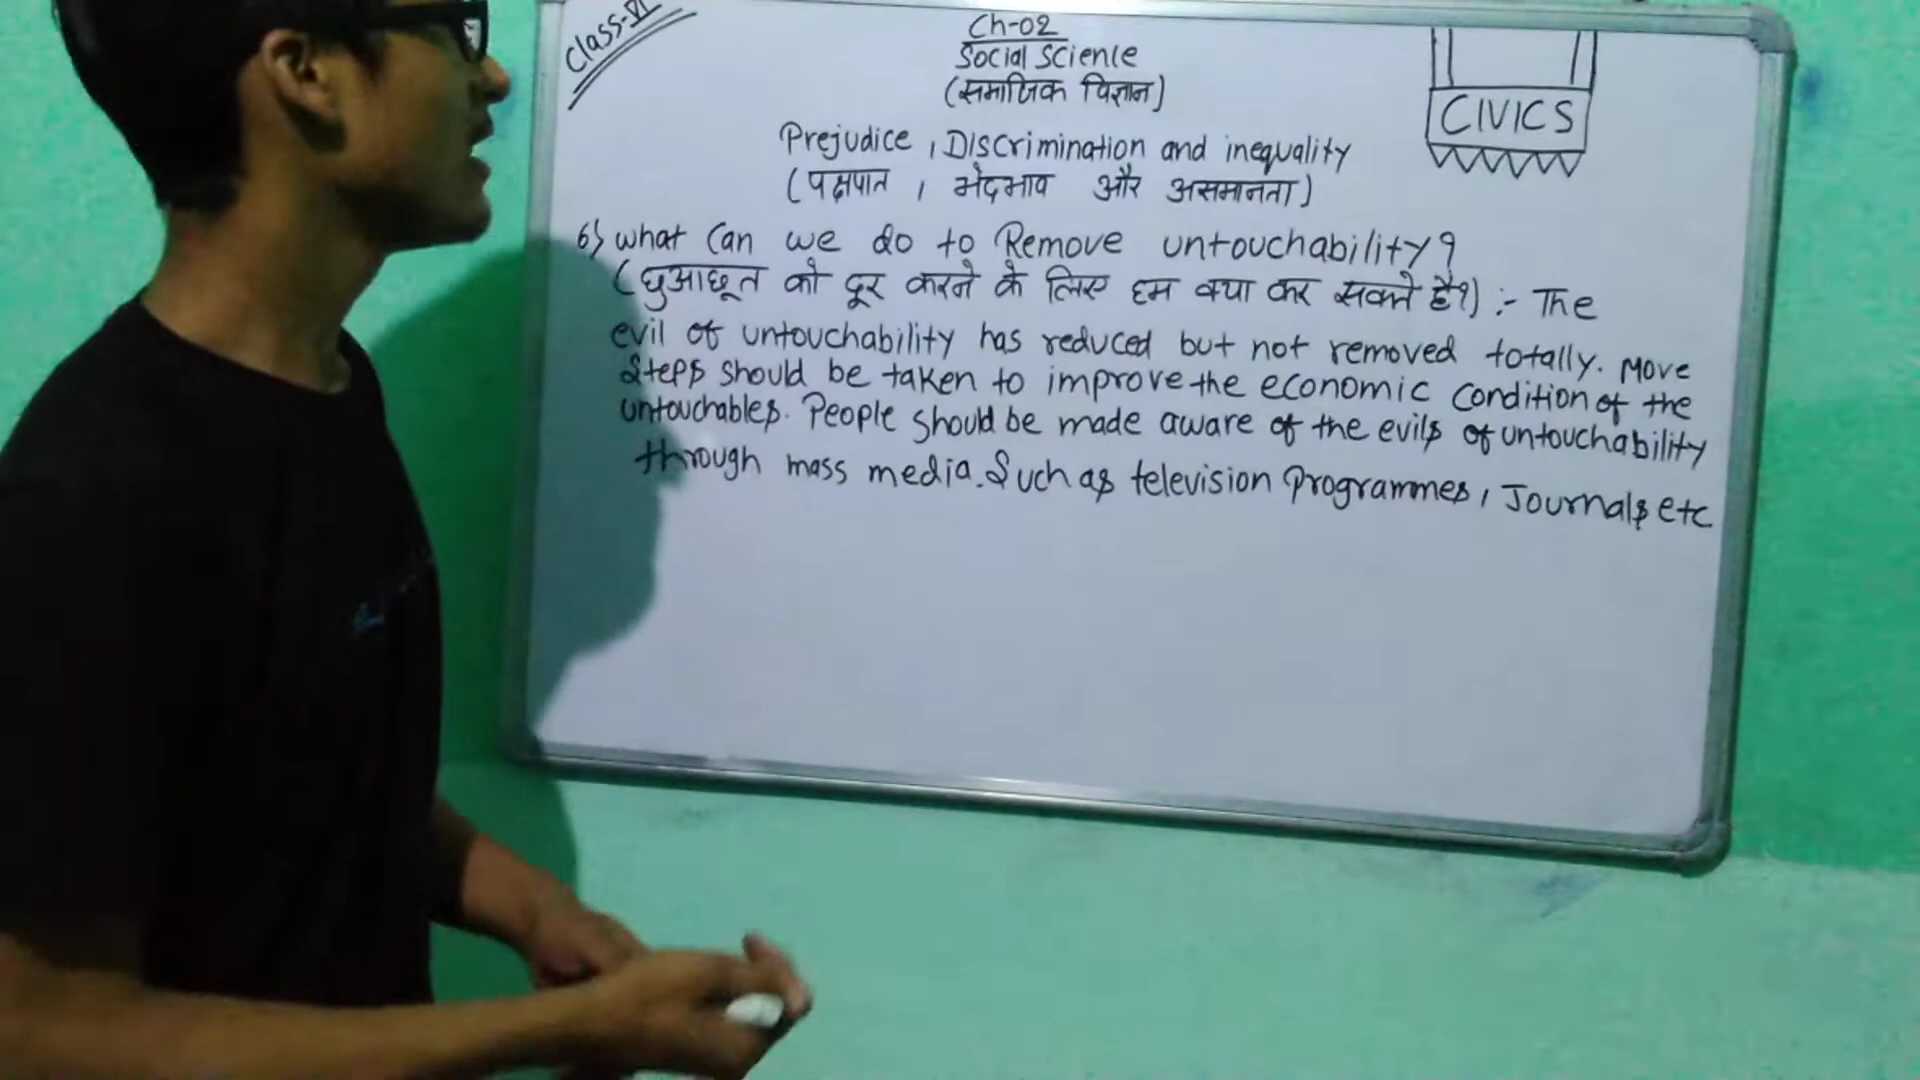 Class-VI
Ch-02
Social Science
(समाजिक विज्ञान)
CIVICS
Prejudice, Discrimination and inequality
(पक्षपात, भेदभाव और असमानता)
6) what Can we do to Remove untouchability?
(छुआछूत को दूर करने के लिए हम क्या कर सकते है?) :- The
evil of untouchability has reduced but not removed totally. Move
Steps should be taken to improve the economic Condition of the
untouchables. People should be made aware of the evils of untouchability
through mass media. Such as television Programmes, Journals etc